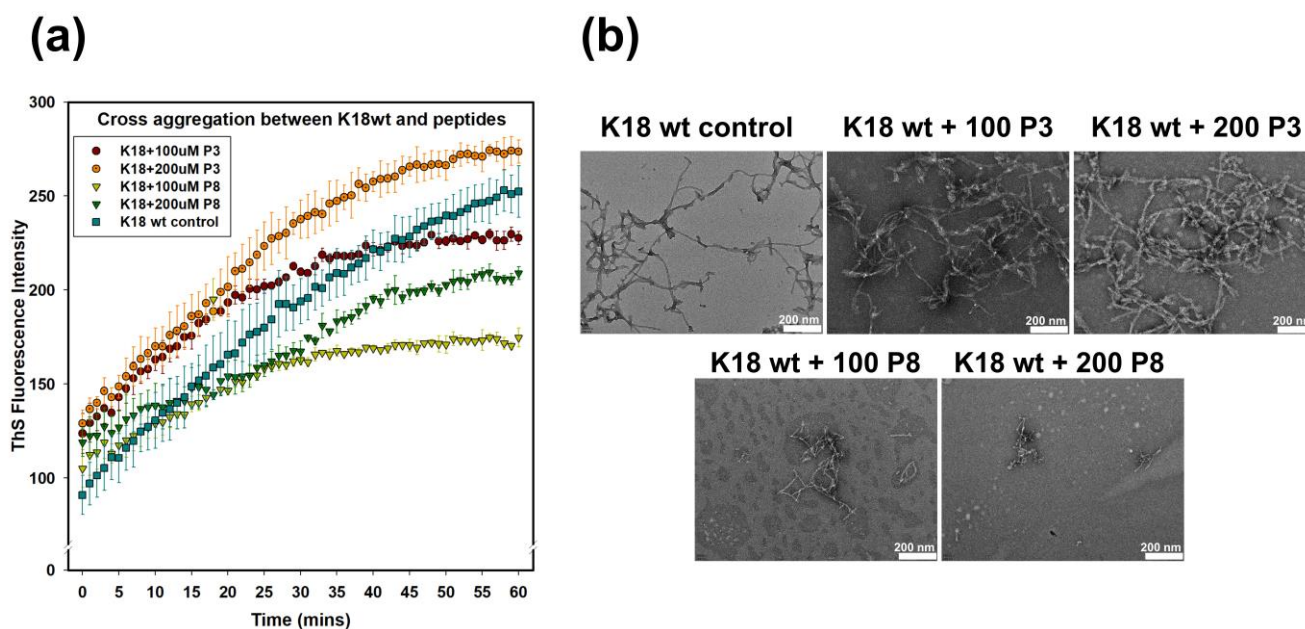 (a)
(b)
300
250
200
150
100
0
ThS Fluorescence Intensity
Cross aggregation between K18wt and peptides
K18+100uM P3
K18+200uM P3
K18+100uM P8
K18+200uM P8
K18 wt control
0 5 10 15 20 25 30 35 40 45 50 55 60
Time (mins)
K18 wt control
K18 wt + 100 P3
K18 wt + 200 P3
200 nm
200 nm
200 nm
K18 wt + 100 P8
K18 wt + 200 P8
200 nm
200 nm